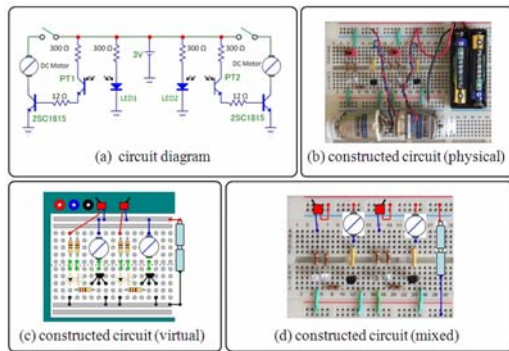 300 Ω 300 Ω 3V 300 Ω 300 Ω
DC Motor PT1 PT2 DC Motor
12 Ω LED1 LED2 12 Ω
2SC1815 2SC1815
(a) circuit diagram
(b) constructed circuit (physical)
(c) constructed circuit (virtual)
(d) constructed circuit (mixed)